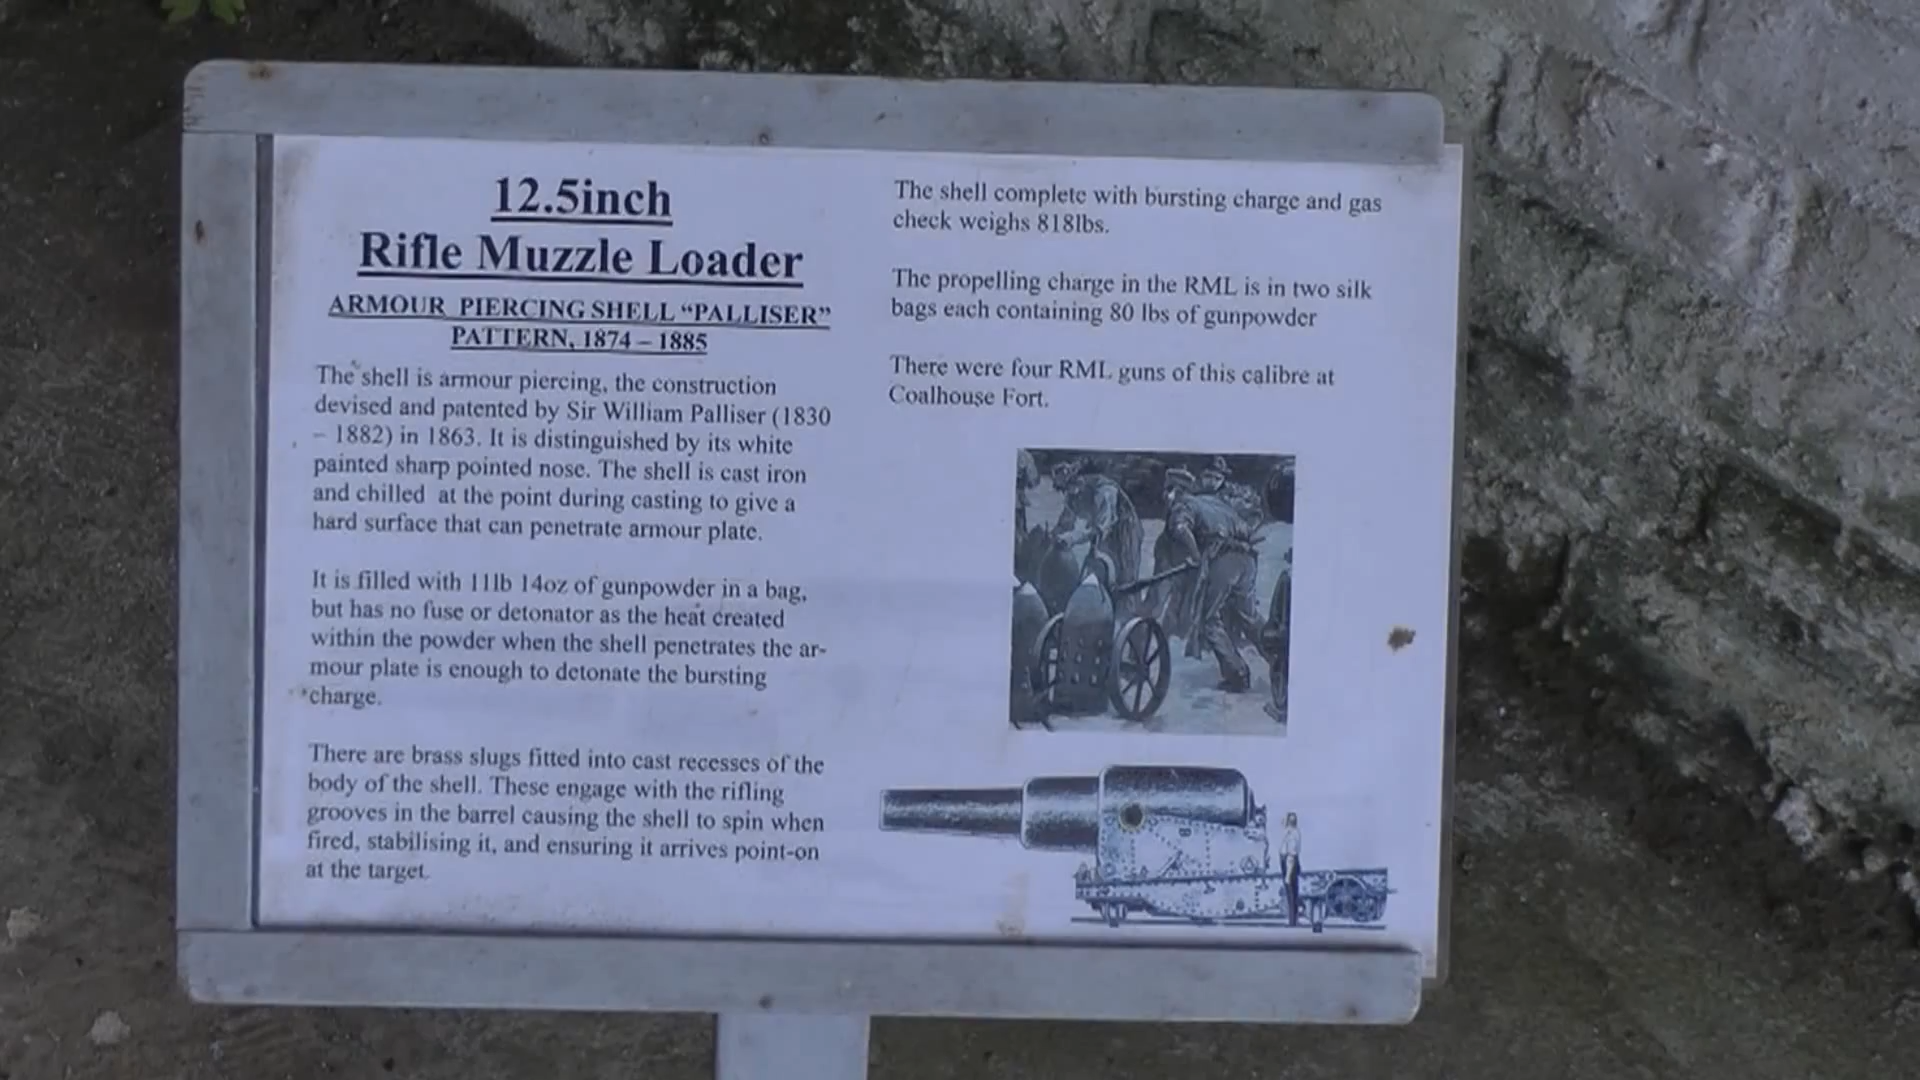 12.5inch
Rifle Muzzle Loader
ARMOUR PIERCING SHELL “PALLISER”
PATTERN, 1874 – 1885
The shell is armour piercing, the construction
devised and patented by Sir William Palliser (1830
– 1882) in 1863. It is distinguished by its white
painted sharp pointed nose. The shell is cast iron
and chilled at the point during casting to give a
hard surface that can penetrate armour plate.
It is filled with 11lb 14oz of gunpowder in a bag,
but has no fuse or detonator as the heat created
within the powder when the shell penetrates the ar-
mour plate is enough to detonate the bursting
charge.
There are brass slugs fitted into cast recesses of the
body of the shell. These engage with the rifling
grooves in the barrel causing the shell to spin when
fired, stabilising it, and ensuring it arrives point-on
at the target.
The shell complete with bursting charge and gas
check weighs 818lbs.
The propelling charge in the RML is in two silk
bags each containing 80 lbs of gunpowder
There were four RML guns of this calibre at
Coalhouse Fort.